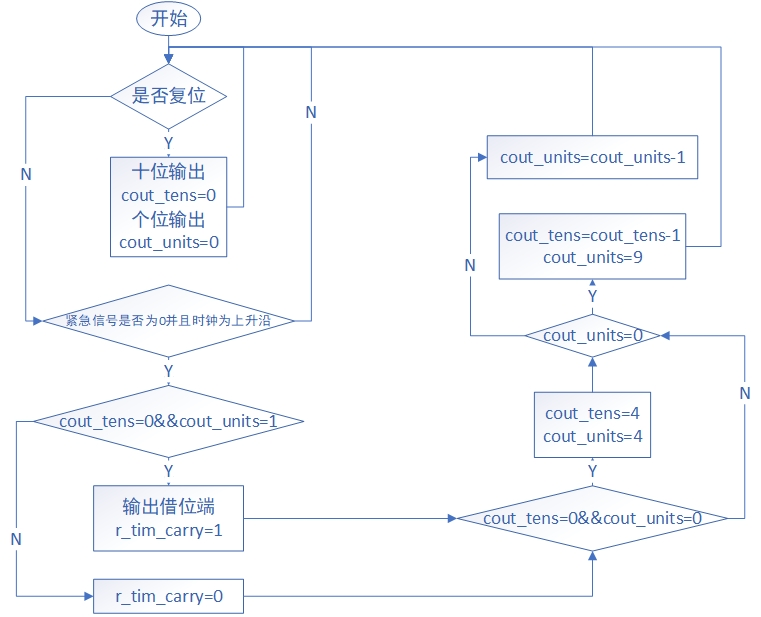 开始
是否复位
Y
N
十位输出
cout_tens=0
个位输出
cout_units=0
N
紧急信号是否为0并且时钟为上升沿
Y
cout_tens=0&&cout_units=1
Y
N
输出借位端
r_tim_carry=1
r_tim_carry=0
cout_tens=0&&cout_units=0
Y
N
cout_tens=4
cout_units=4
cout_units=0
Y
N
cout_tens=cout_tens-1
cout_units=9
cout_units=cout_units-1